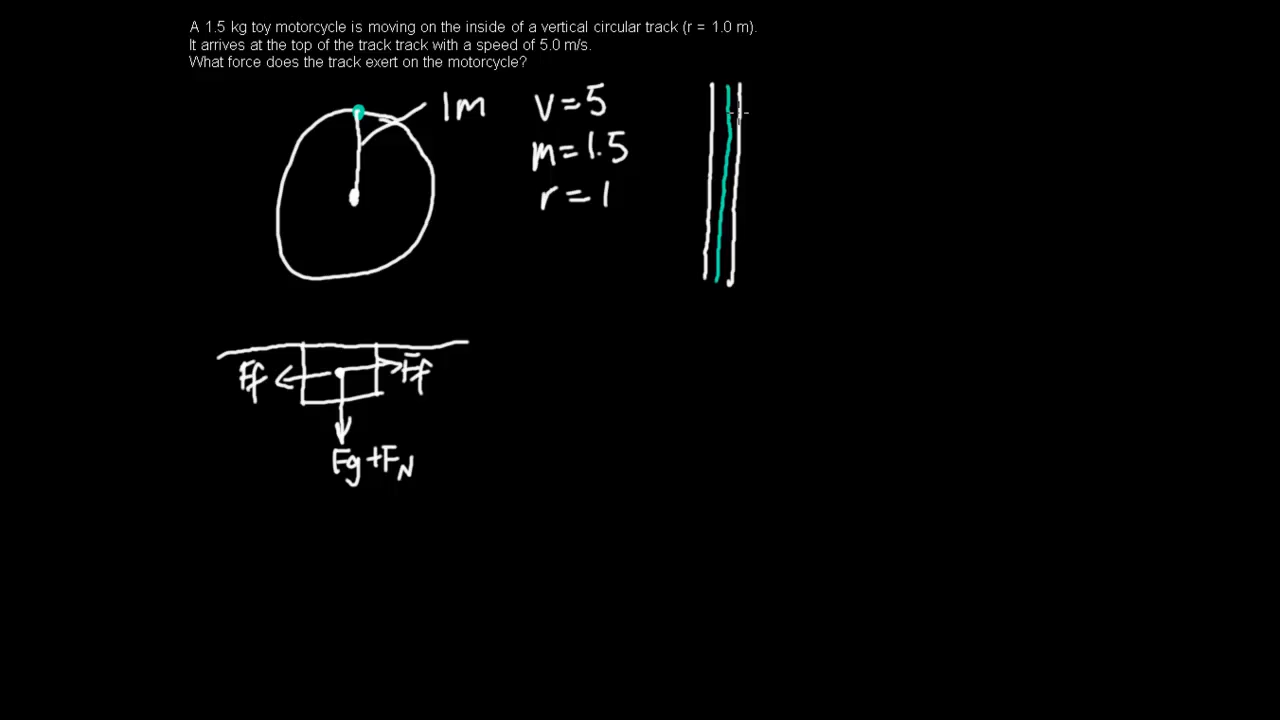 A 1.5 kg toy motorcycle is moving on the inside of a vertical circular track (r = 1.0 m).
It arrives at the top of the track track with a speed of 5.0 m/s.
What force does the track exert on the motorcycle?
1m
v=5
m=1.5
r=1
Ff
Ff
Fg+FN